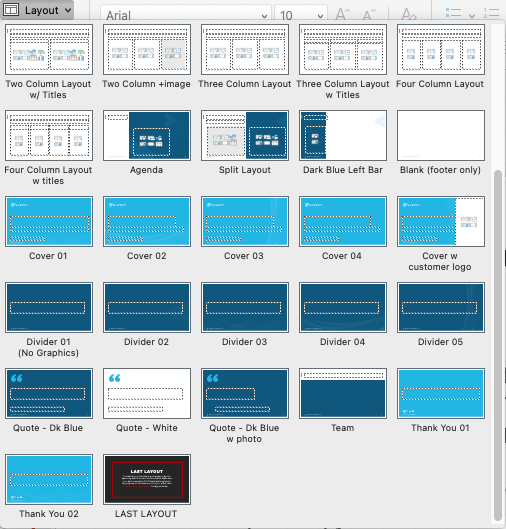 Layout
Arial
10
Two Column Layout
w/ Titles
Two Column +image
Three Column Layout
Three Column Layout
w Titles
Four Column Layout
Four Column Layout
w titles
Agenda
Split Layout
Dark Blue Left Bar
Blank (footer only)
Cover 01
Cover 02
Cover 03
Cover 04
Cover w
customer logo
Divider 01
(No Graphics)
Divider 02
Divider 03
Divider 04
Divider 05
Quote - Dk Blue
Quote - White
Quote - Dk Blue
w photo
Team
Thank You 01
Thank You 02
LAST LAYOUT
LAST LAYOUT